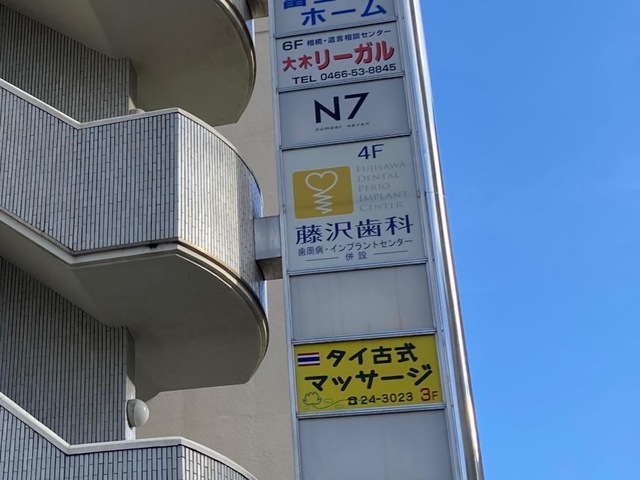 ホーム
6F 相続・遺言相談センター
大木リーガル
TEL 0466-53-8845
N7
4F
FUJISAWA
DENTAL
PERIO
IMPLANT
CENTER
藤沢歯科
歯周病・インプラントセンター
併設
タイ古式
マッサージ
☎24-3023 3F